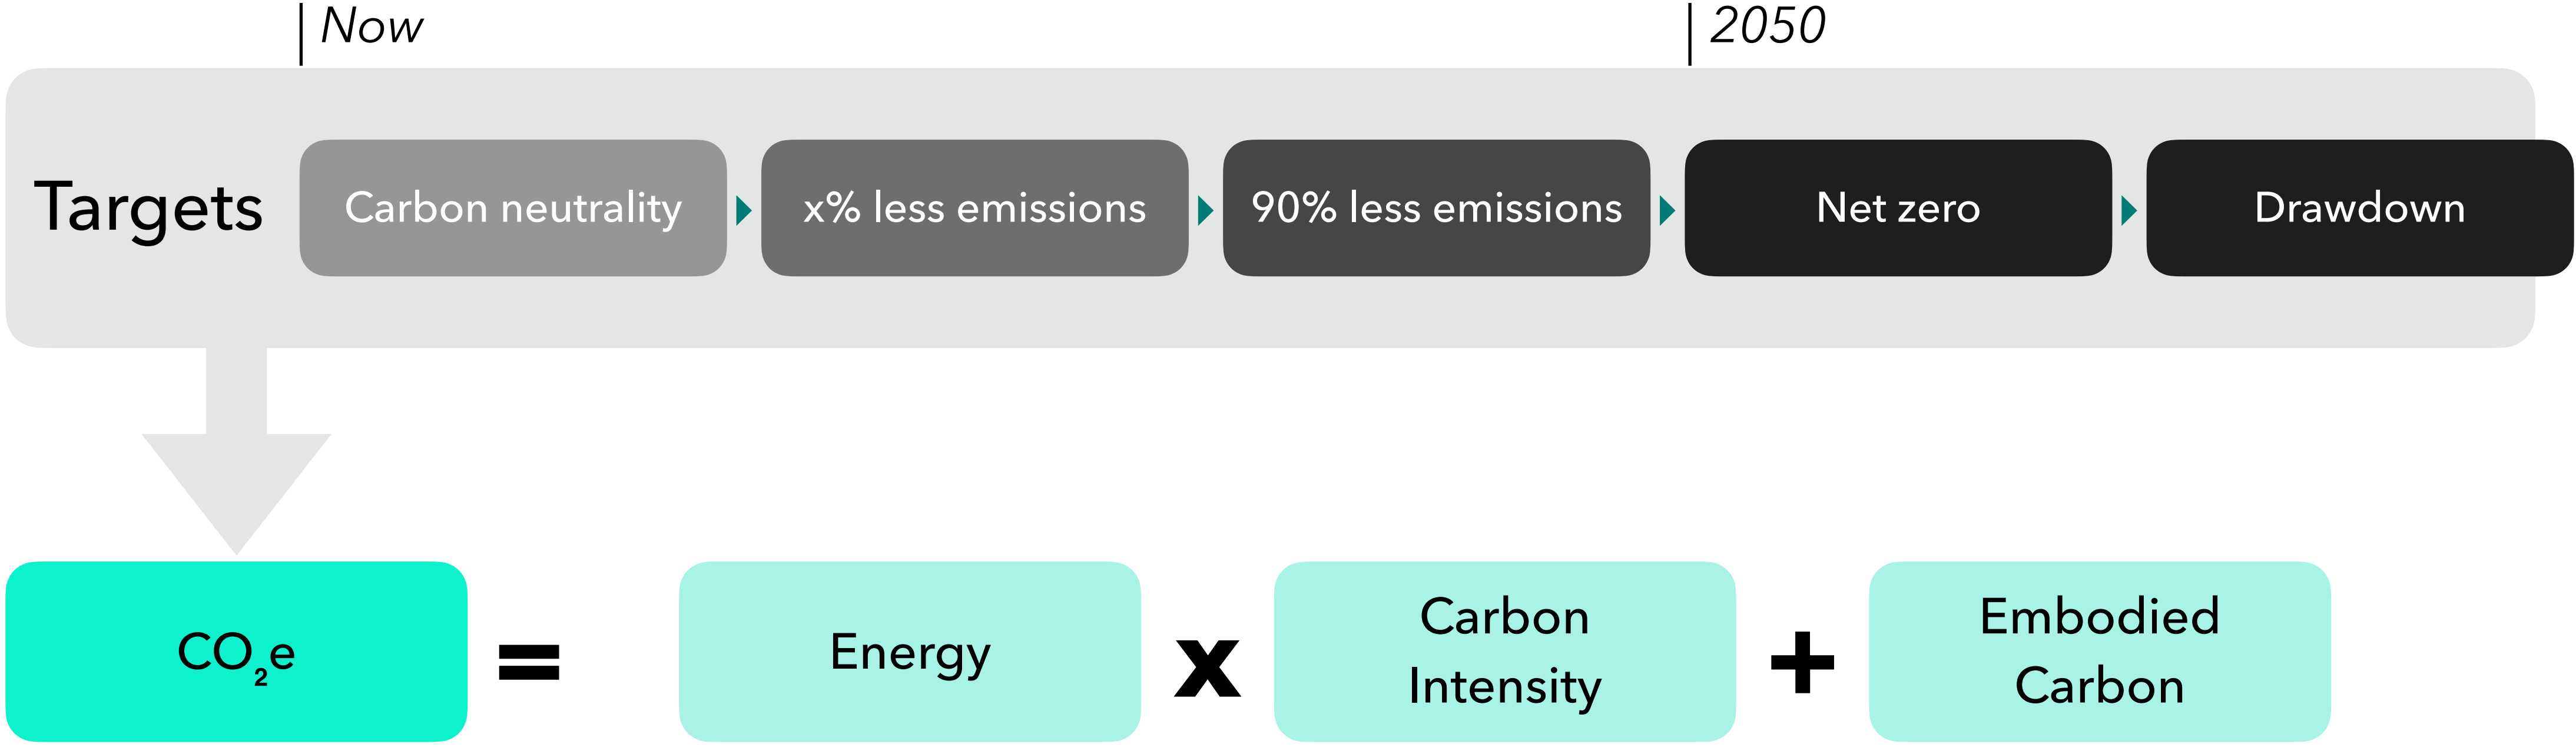 Now
2050
Targets
Carbon neutrality
x% less emissions
90% less emissions
Net zero
Drawdown
CO₂e
=
Energy
x
Carbon
Intensity
+
Embodied
Carbon